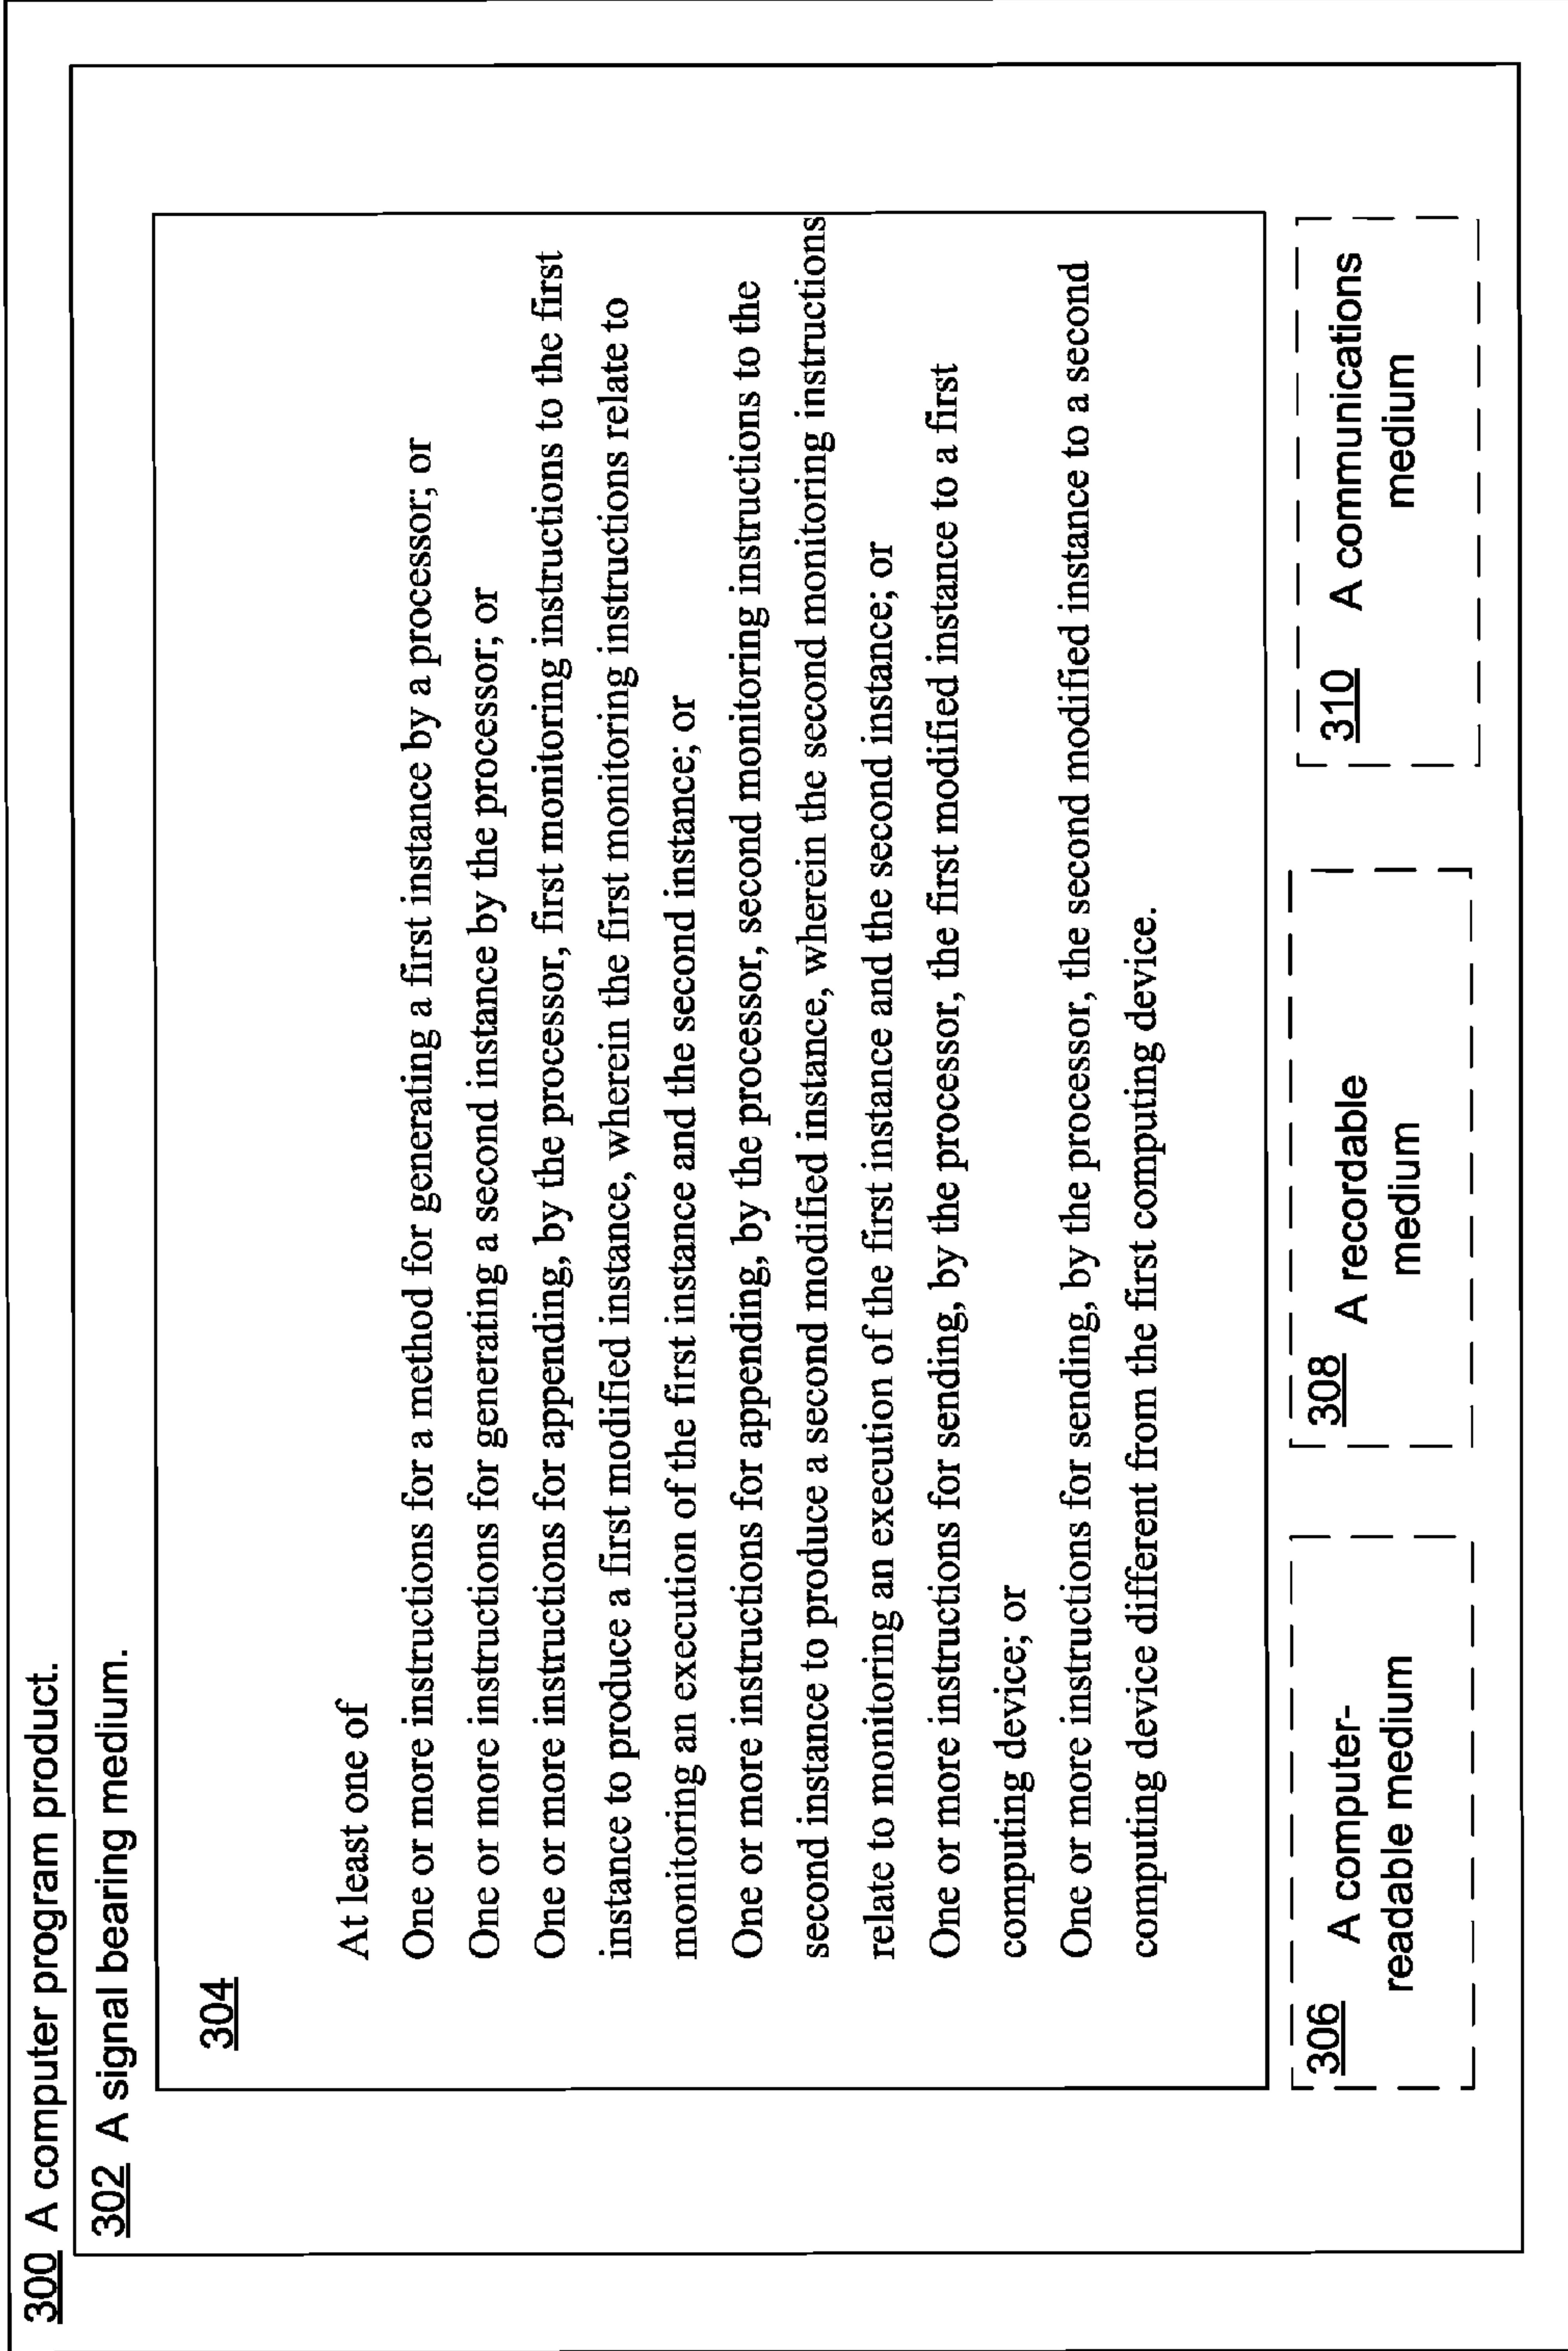 300 A computer program product.
302 A signal bearing medium.
304
At least one of
One or more instructions for a method for generating a first instance by a processor; or
One or more instructions for generating a second instance by the processor; or
One or more instructions for appending, by the processor, first monitoring instructions to the first
instance to produce a first modified instance, wherein the first monitoring instructions relate to
monitoring an execution of the first instance and the second instance; or
One or more instructions for appending, by the processor, second monitoring instructions to the
second instance to produce a second modified instance, wherein the second monitoring instructions
relate to monitoring an execution of the first instance and the second instance; or
One or more instructions for sending, by the processor, the first modified instance to a first
computing device; or
One or more instructions for sending, by the processor, the second modified instance to a second
computing device different from the first computing device.
306 A computer-
readable medium
308 A recordable
medium
310 A communications
medium